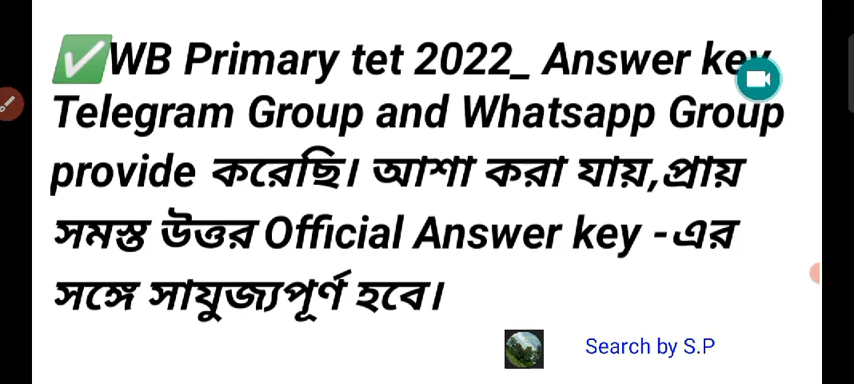 ✅WB Primary tet 2022_ Answer key
Telegram Group and Whatsapp Group
provide করেছি। আশা করা যায়,প্রায়
সমস্ত উত্তর Official Answer key -এর
সঙ্গে সাযুজ্যপূর্ণ হবে।
Search by S.P